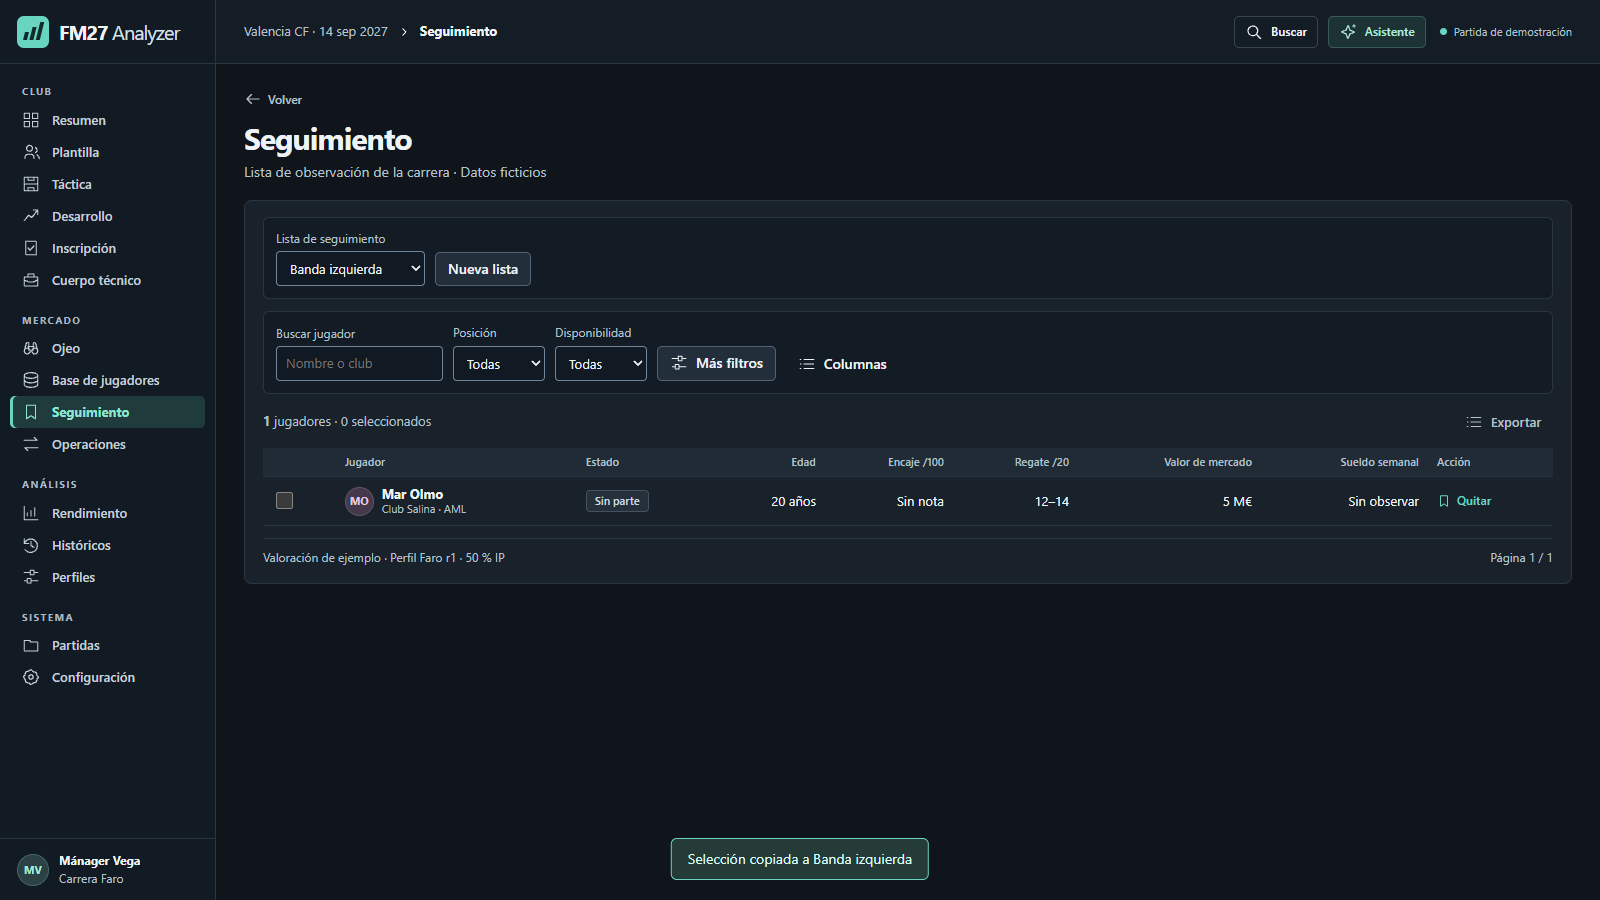 FM27 Analyzer
Valencia CF · 14 sep 2027 › Seguimiento
Buscar
Asistente
Partida de demostración
CLUB
Resumen
Plantilla
Táctica
Desarrollo
Inscripción
Cuerpo técnico
MERCADO
Ojeo
Base de jugadores
Seguimiento
Operaciones
ANÁLISIS
Rendimiento
Históricos
Perfiles
SISTEMA
Partidas
Configuración
MV
Mánager Vega
Carrera Faro
Volver
Seguimiento
Lista de observación de la carrera · Datos ficticios
Lista de seguimiento
Banda izquierda
Nueva lista
Buscar jugador
Nombre o club
Posición
Todas
Disponibilidad
Todas
Más filtros
Columnas
1 jugadores · 0 seleccionados
Exportar
Jugador Estado Edad Encaje /100 Regate /20 Valor de mercado Sueldo semanal Acción
MO Mar Olmo Sin parte 20 años Sin nota 12–14 5 M€ Sin observar Quitar
Club Salina · AML
Valoración de ejemplo · Perfil Faro r1 · 50 % IP
Página 1 / 1
Selección copiada a Banda izquierda